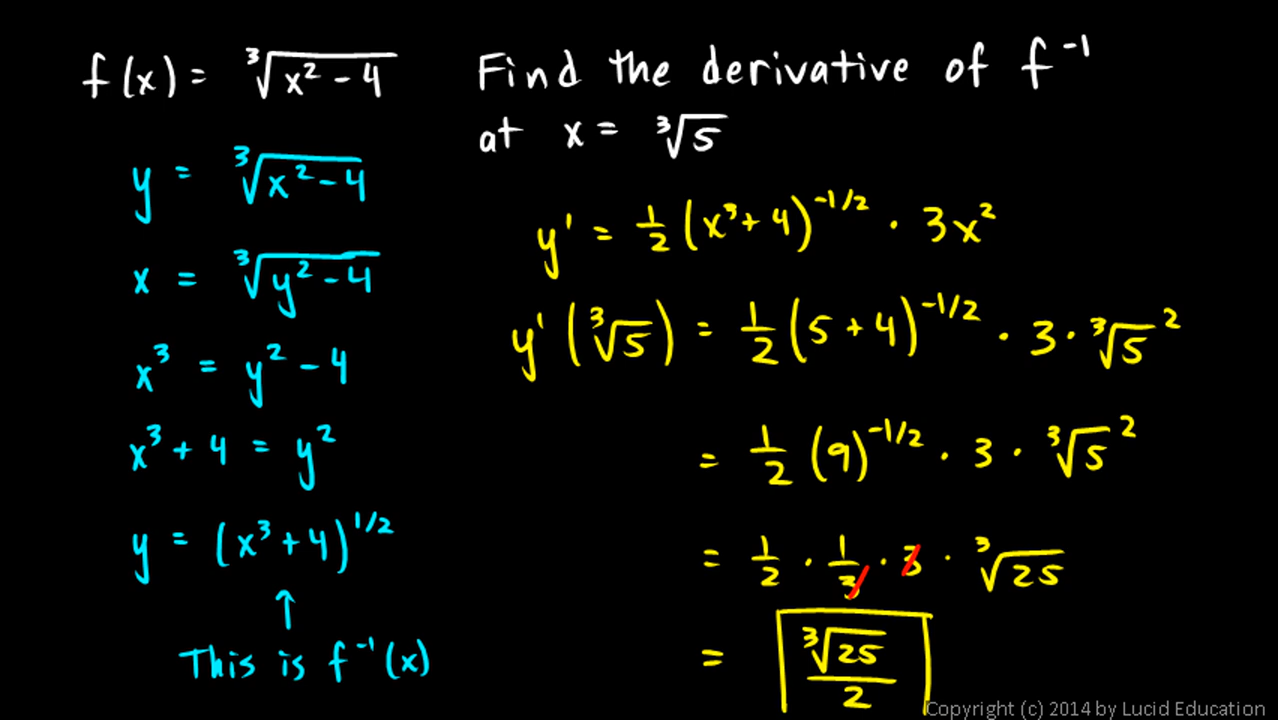 f(x) = ∛(x² - 4)
y = ∛(x² - 4)
x = ∛(y² - 4)
x³ = y² - 4
x³ + 4 = y²
y = (x³ + 4)^1/2
↑
This is f⁻¹(x)
Find the derivative of f⁻¹
at x = ∛5
y' = 1/2 (x³ + 4)^-1/2 · 3x²
y' (∛5) = 1/2 (5 + 4)^-1/2 · 3 · ∛5²
= 1/2 (9)^-1/2 · 3 · ∛5²
= 1/2 · 1/3 · 3 · ∛25
= ∛25/2
Copyright (c) 2014 by Lucid Education